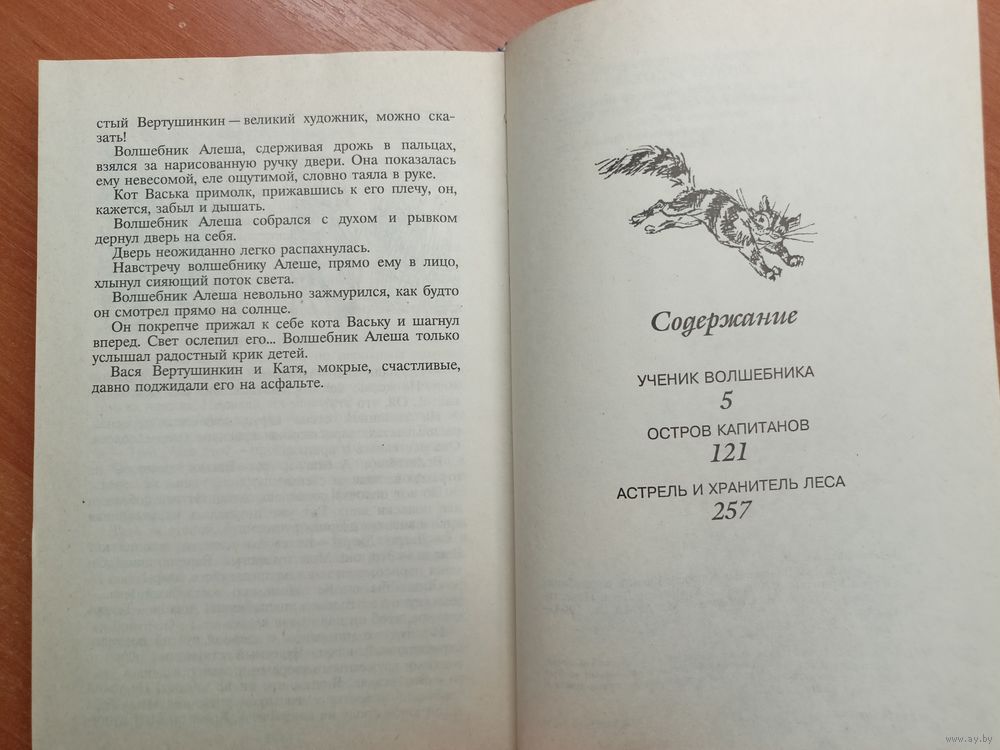 стый Вертушинкин — великий художник, можно ска-
зать!
Волшебник Алеша, сдерживая дрожь в пальцах,
взялся за нарисованную ручку двери. Она показалась
ему невесомой, еле ощутимой, словно таяла в руке.
Кот Васька примолк, прижавшись к его плечу, он,
кажется, забыл и дышать.
Волшебник Алеша собрался с духом и рывком
дернул дверь на себя.
Дверь неожиданно легко распахнулась.
Навстречу волшебнику Алеше, прямо ему в лицо,
хлынул сияющий поток света.
Волшебник Алеша невольно зажмурился, как будто
он смотрел прямо на солнце.
Он покрепче прижал к себе кота Ваську и шагнул
вперед. Свет ослепил его... Волшебник Алеша только
услышал радостный крик детей.
Вася Вертушинкин и Катя, мокрые, счастливые,
давно поджидали его на асфальте.
Содержание
УЧЕНИК ВОЛШЕБНИКА
5
ОСТРОВ КАПИТАНОВ
121
АСТРЕЛЬ И ХРАНИТЕЛЬ ЛЕСА
257
www.ay.by